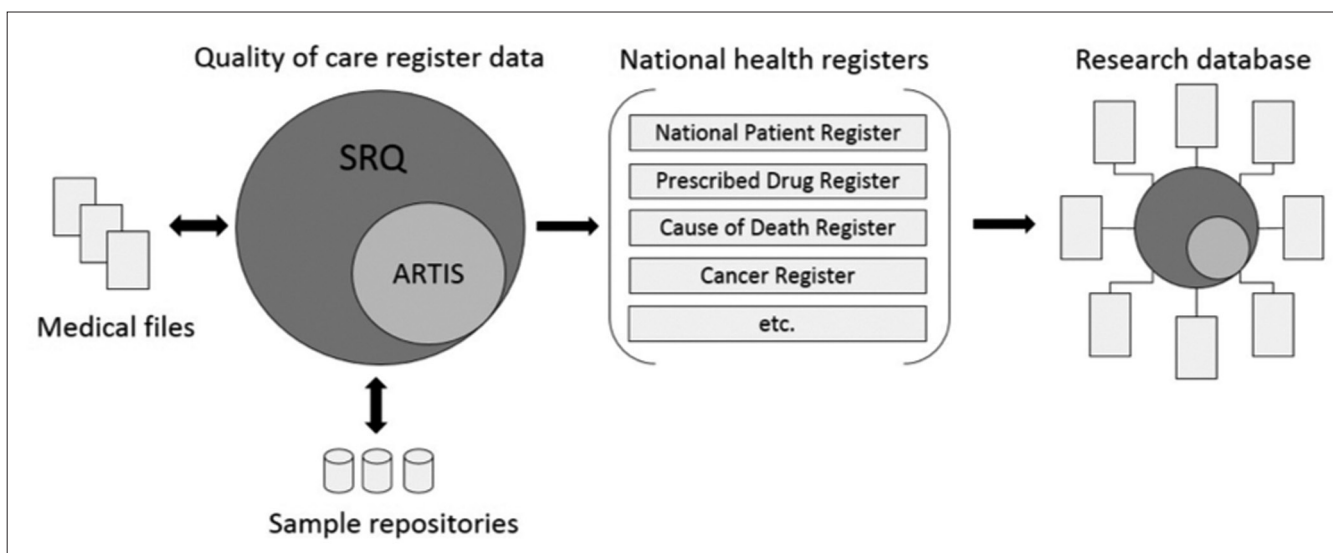 Quality of care register data
SRQ
ARTIS
Medical files
Sample repositories
National health registers
National Patient Register
Prescribed Drug Register
Cause of Death Register
Cancer Register
etc.
Research database